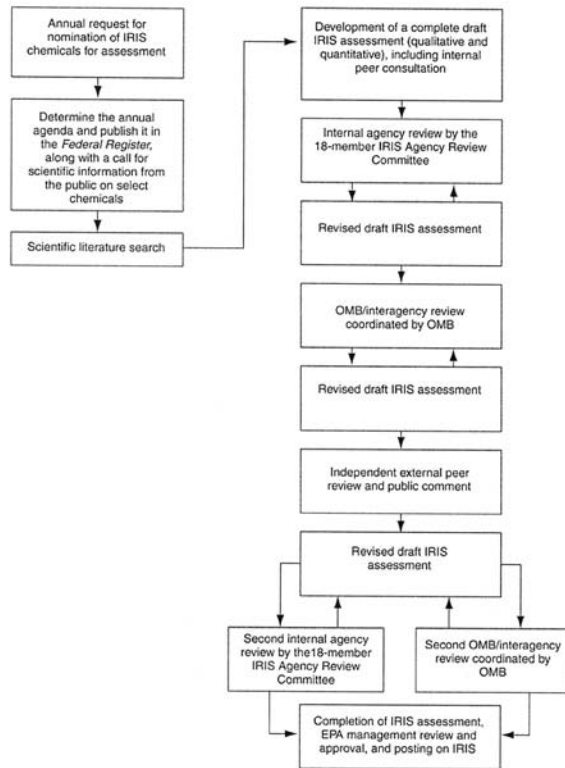 Annual request for
nomination of IRIS
chemicals for assessment
Determine the annual
agenda and publish it in
the Federal Register,
along with a call for
scientific information from
the public on select
chemicals
Scientific literature search
Development of a complete draft
IRIS assessment (qualitative and
quantitative), including internal
peer consultation
Internal agency review by the
18-member IRIS Agency Review
Committee
Revised draft IRIS assessment
OMB/interagency review
coordinated by OMB
Revised draft IRIS assessment
Independent external peer
review and public comment
Revised draft IRIS
assessment
Second internal agency
review by the18-member
IRIS Agency Review
Committee
Second OMB/interagency
review coordinated by
OMB
Completion of IRIS assessment,
EPA management review and
approval, and posting on IRIS